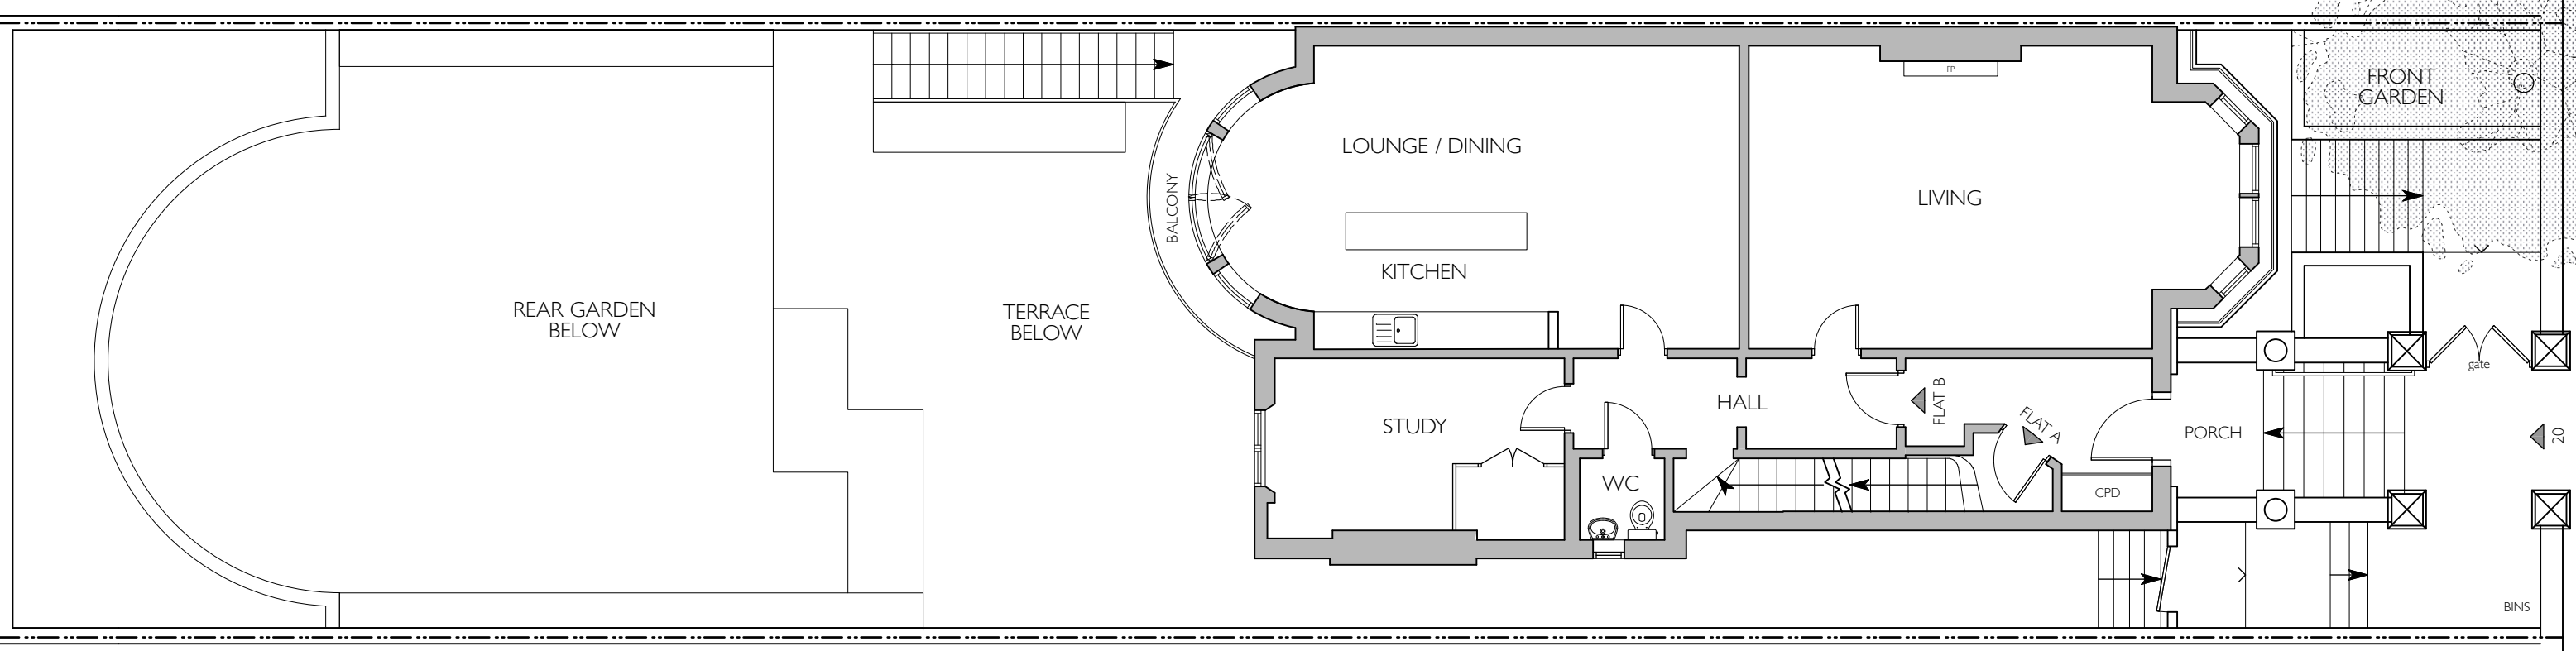 REAR GARDEN
BELOW
TERRACE
BELOW
BALCONY
LOUNGE / DINING
KITCHEN
STUDY
WC
HALL
LIVING
FP
FLAT B
FLAT A
CPD
PORCH
FRONT
GARDEN
gate
20
BINS